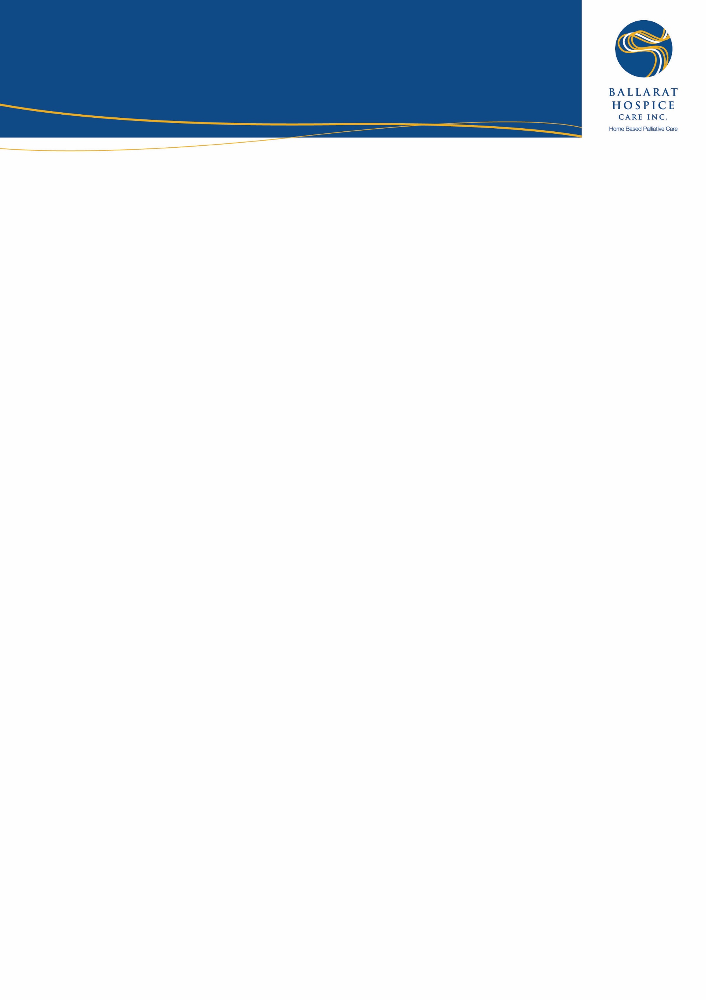 BALLARAT
HOSPICE
CARE INC.
Home Based Palliative Care